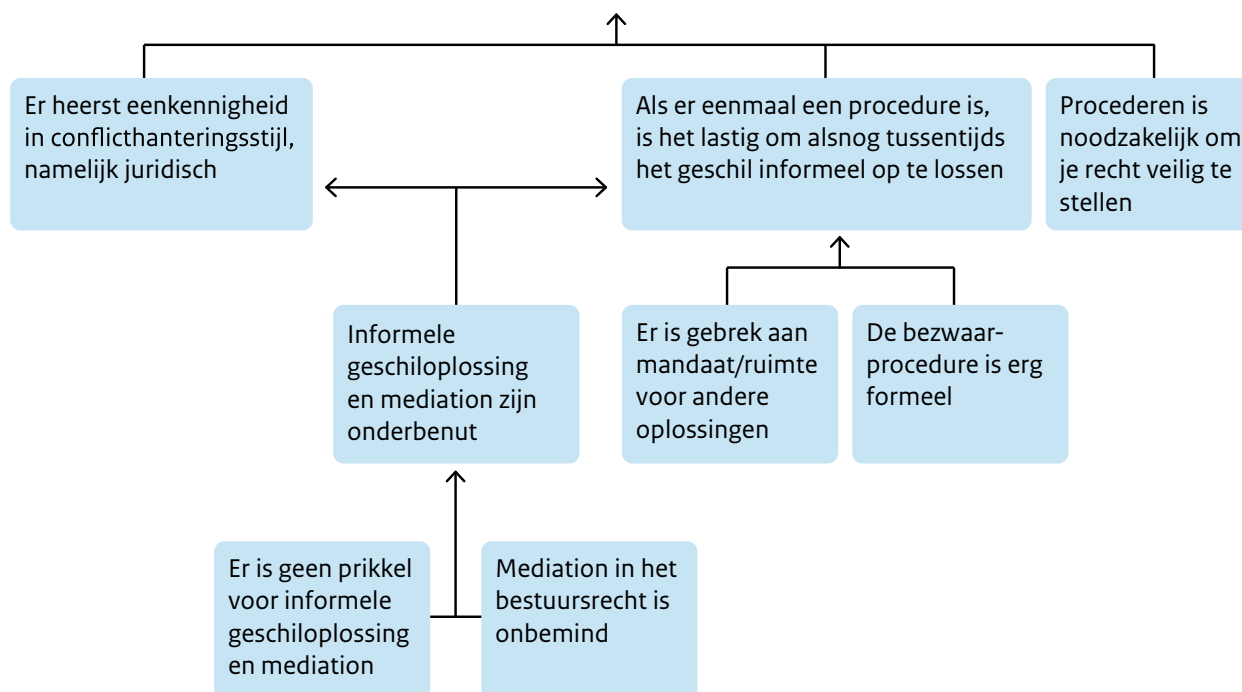 Er heerst eenkennigheid
in conflicthanteringsstijl,
namelijk juridisch
Als er eenmaal een procedure is,
is het lastig om alsnog tussentijds
het geschil informeel op te lossen
Procederen is
noodzakelijk om
je recht veilig te
stellen
Informele
geschiloplossing
en mediation zijn
onderbenut
Er is gebrek aan
mandaat/ruimte
voor andere
oplossingen
De bezwaar-
procedure is erg
formeel
Er is geen prikkel
voor informele
geschiloplossing
en mediation
Mediation in het
bestuursrecht is
onbemind